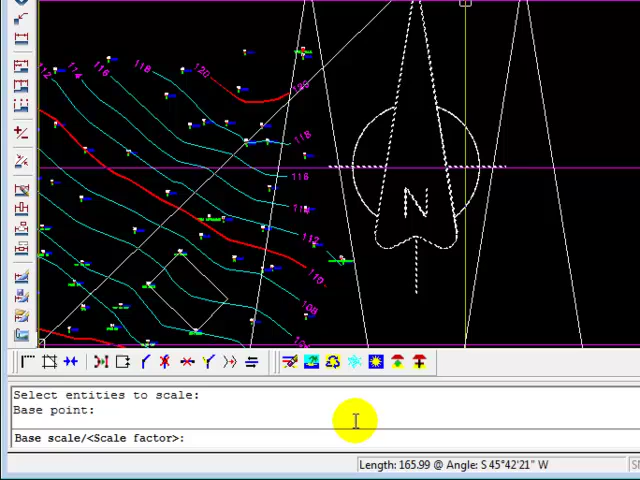 112
114
116
118
120
120
118
116
112
110
108
N
Select entities to scale:
Base point:
Base scale/<Scale factor>:
Length: 165.99 @ Angle: S 45°42'21" W